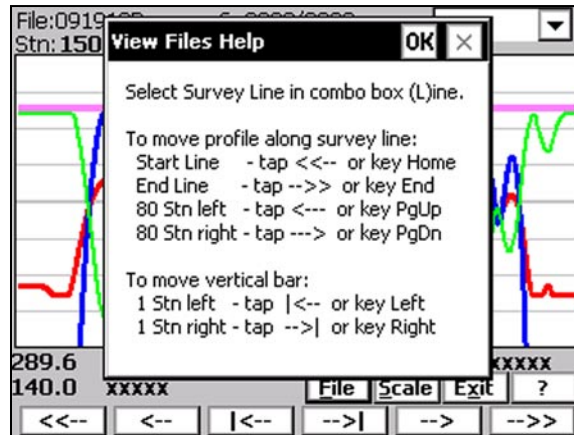 File:0919
Stn: 150
View Files Help OK ×
Select Survey Line in combo box (L)ine.
To move profile along survey line:
Start Line - tap <<-- or key Home
End Line - tap -->> or key End
80 Stn left - tap <--- or key PgUp
80 Stn right - tap ---> or key PgDn
To move vertical bar:
1 Stn left - tap |<-- or key Left
1 Stn right - tap -->| or key Right
289.6 xxxx
140.0 xxxxx File Scale Exit ?
<<-- <-- |<-- -->| --> -->>